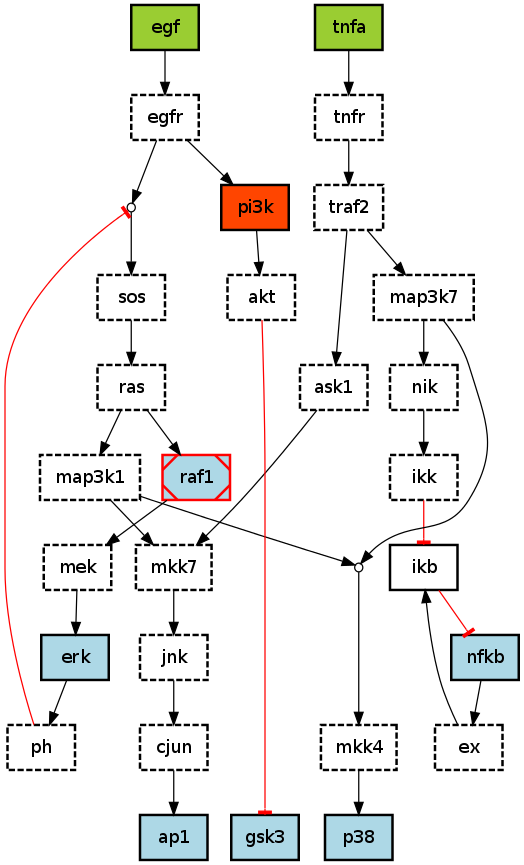 egf
tnfa
egfr
tnfr
pi3k
traf2
sos
akt
map3k7
ras
ask1
nik
map3k1
raf1
ikk
mek
mkk7
ikb
erk
jnk
nfkb
ph
cjun
mkk4
ex
ap1
gsk3
p38